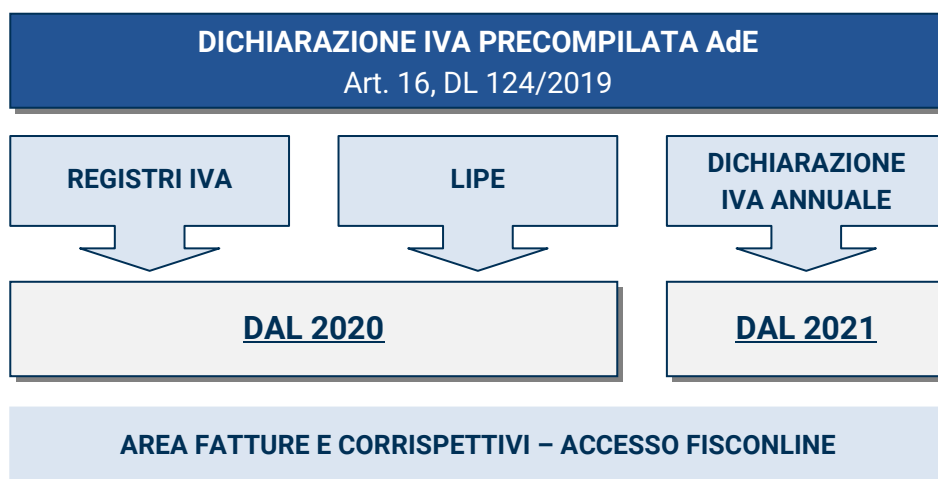 DICHIARAZIONE IVA PRECOMPILATA AdE
Art. 16, DL 124/2019
REGISTRI IVA
LIPE
DICHIARAZIONE
IVA ANNUALE
DAL 2020
DAL 2021
AREA FATTURE E CORRISPETTIVI – ACCESSO FISCONLINE